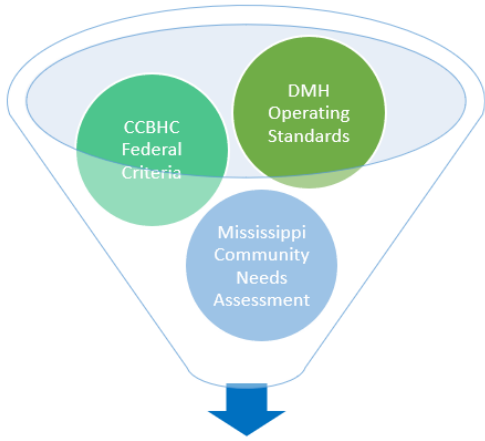 DMH
Operating
Standards
CCBHC
Federal
Criteria
Mississippi
Community
Needs
Assessment